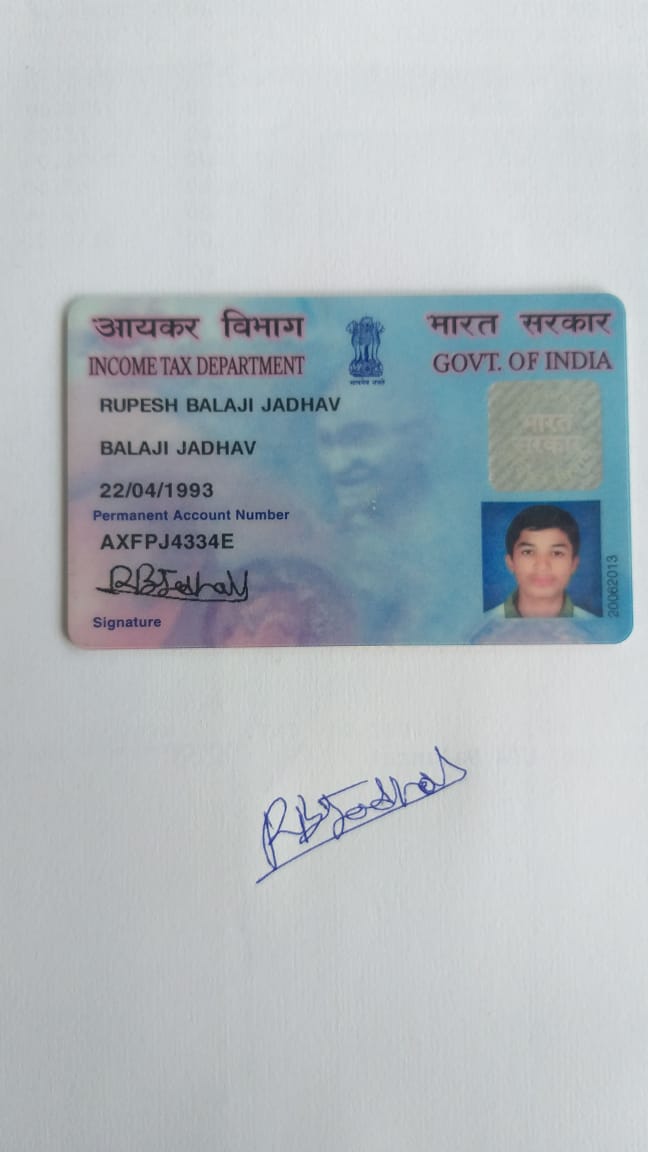 आयकर विभाग
भारत सरकार
INCOME TAX DEPARTMENT
GOVT. OF INDIA
सत्यमेव जयते
RUPESH BALAJI JADHAV
भारत
सरकार
BALAJI JADHAV
22/04/1993
Permanent Account Number
AXFPJ4334E
20062013
RBJadhav
Signature
RBJadhav